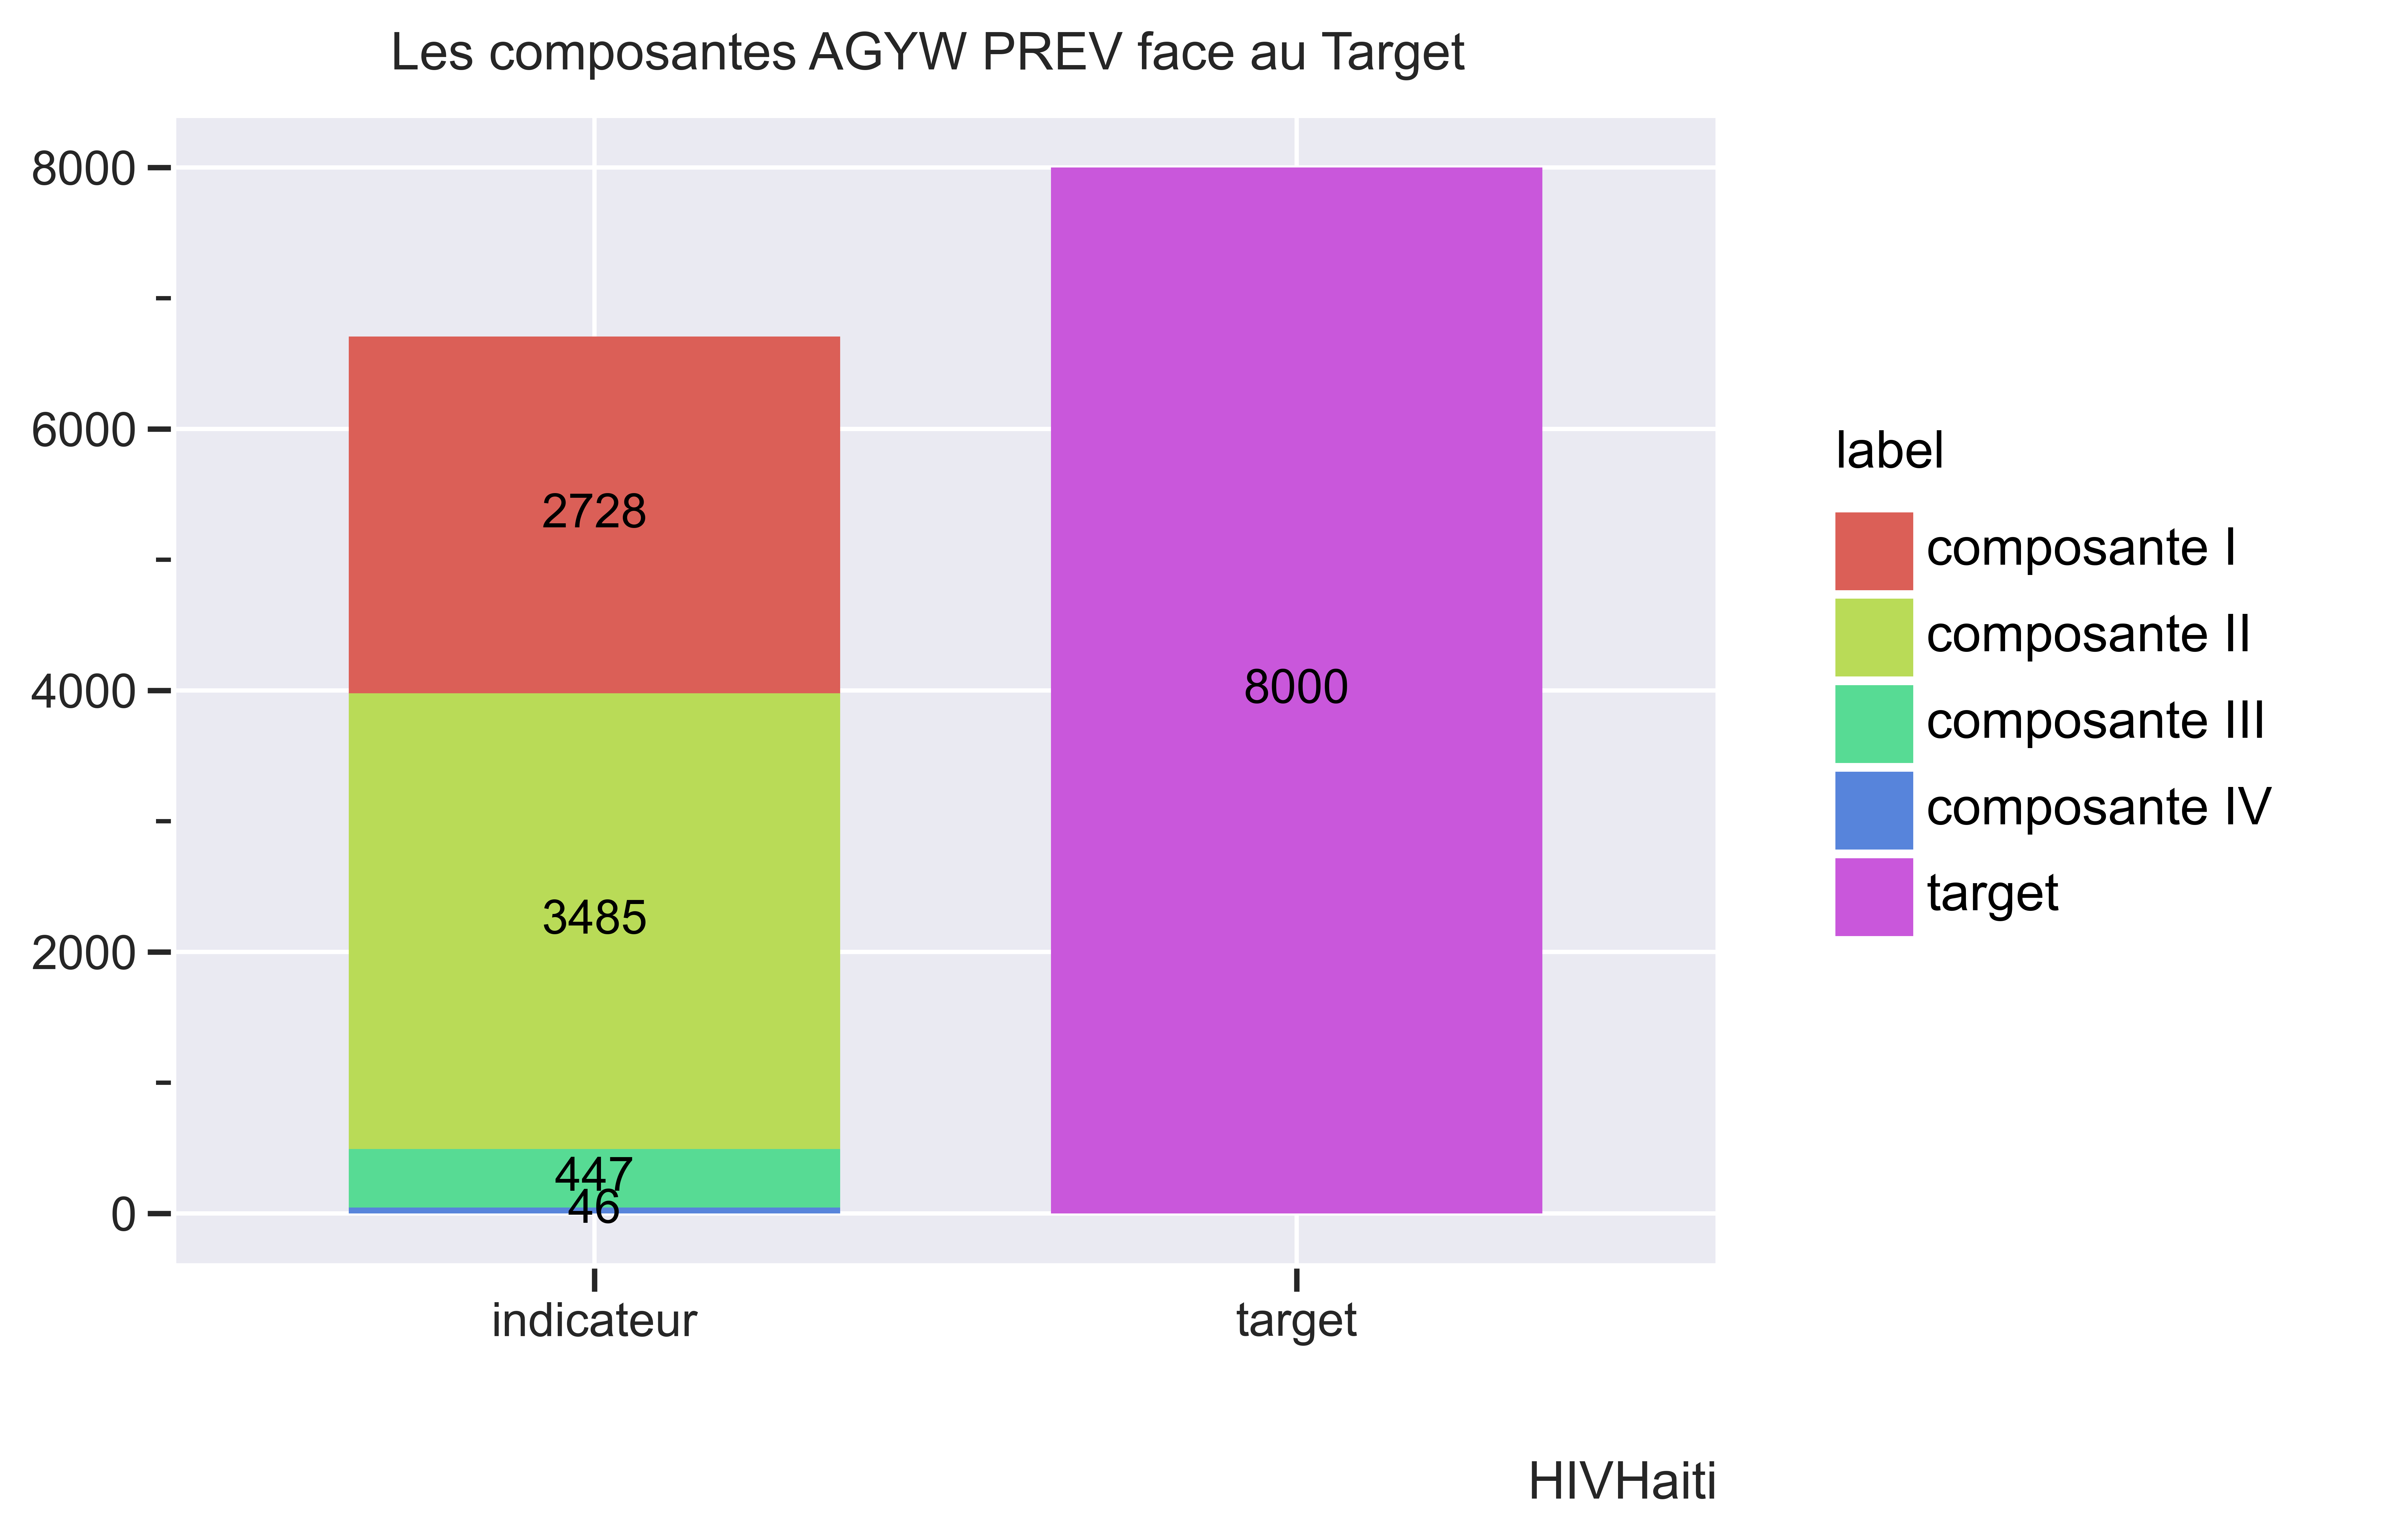 Les composantes AGYW PREV face au Target
8000
6000
4000
2000
0
2728
3485
447
46
8000
indicateur
target
label
composante I
composante II
composante III
composante IV
target
HIVHaiti